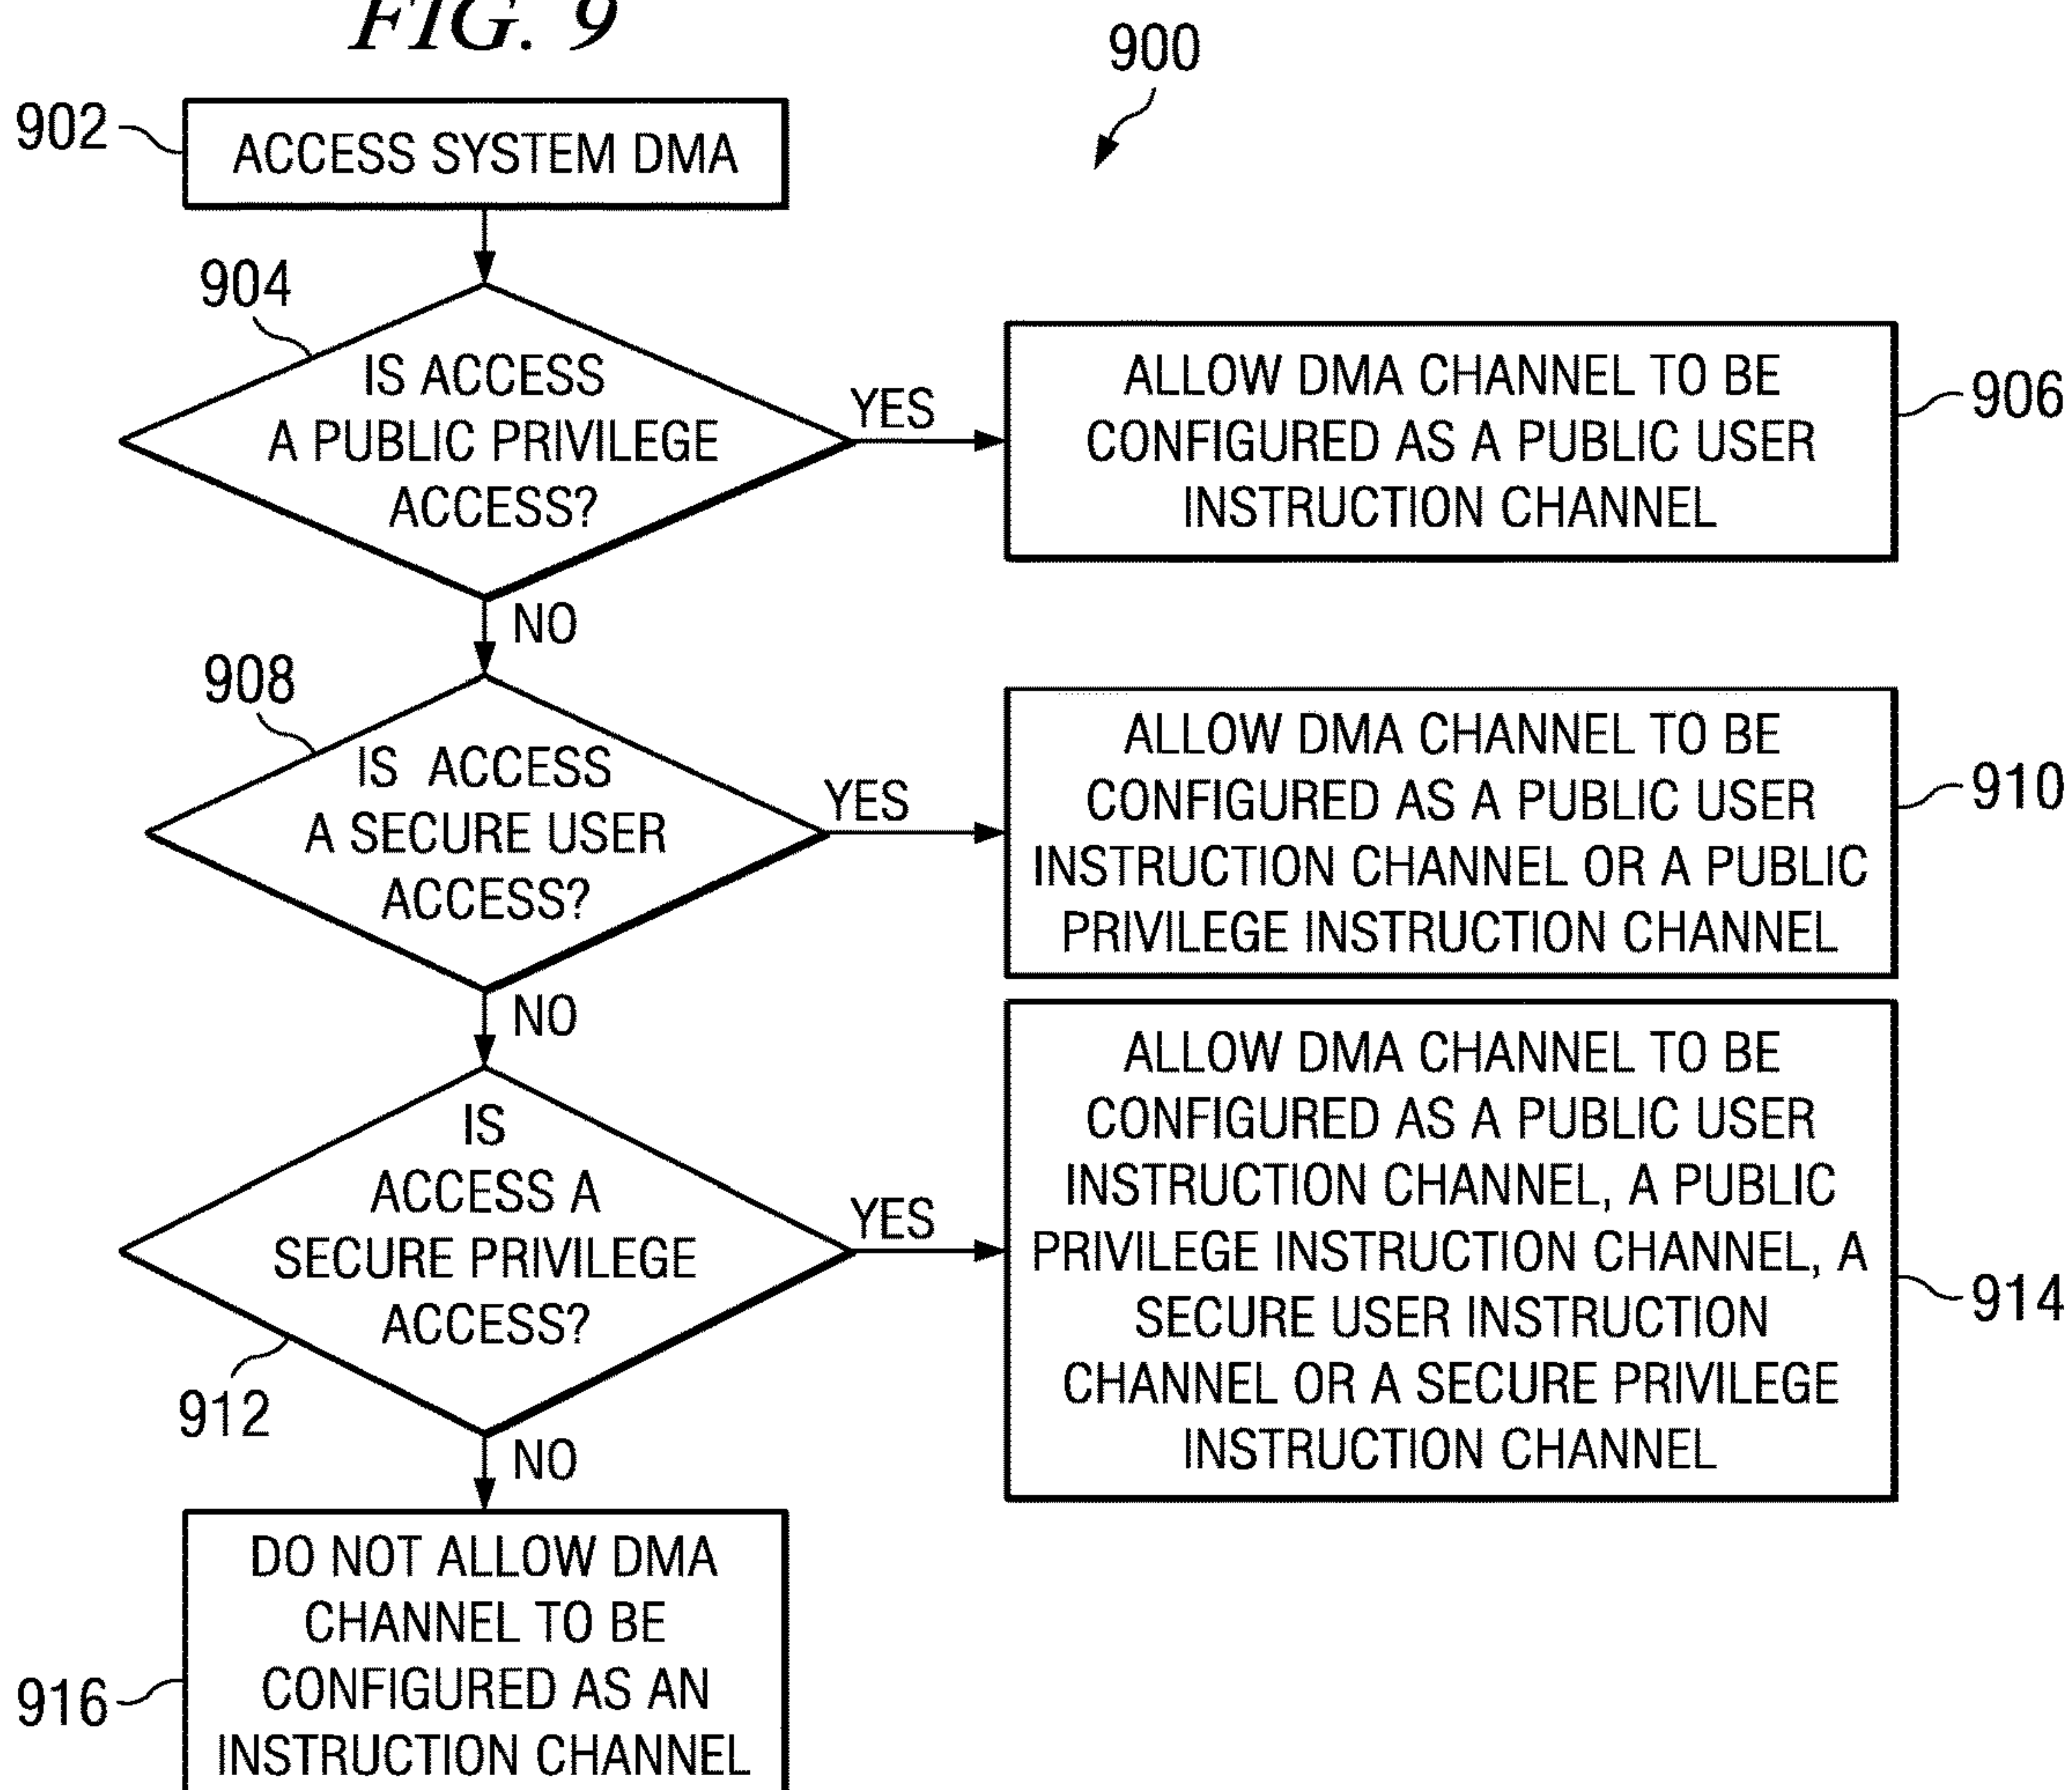 FIG. 9
900
902
ACCESS SYSTEM DMA
904
IS ACCESS
A PUBLIC PRIVILEGE
ACCESS?
YES
ALLOW DMA CHANNEL TO BE
CONFIGURED AS A PUBLIC USER
INSTRUCTION CHANNEL
906
NO
908
IS ACCESS
A SECURE USER
ACCESS?
YES
ALLOW DMA CHANNEL TO BE
CONFIGURED AS A PUBLIC USER
INSTRUCTION CHANNEL OR A PUBLIC
PRIVILEGE INSTRUCTION CHANNEL
910
NO
IS
ACCESS A
SECURE PRIVILEGE
ACCESS?
912
YES
ALLOW DMA CHANNEL TO BE
CONFIGURED AS A PUBLIC USER
INSTRUCTION CHANNEL, A PUBLIC
PRIVILEGE INSTRUCTION CHANNEL, A
SECURE USER INSTRUCTION
CHANNEL OR A SECURE PRIVILEGE
INSTRUCTION CHANNEL
914
NO
DO NOT ALLOW DMA
CHANNEL TO BE
CONFIGURED AS AN
INSTRUCTION CHANNEL
916